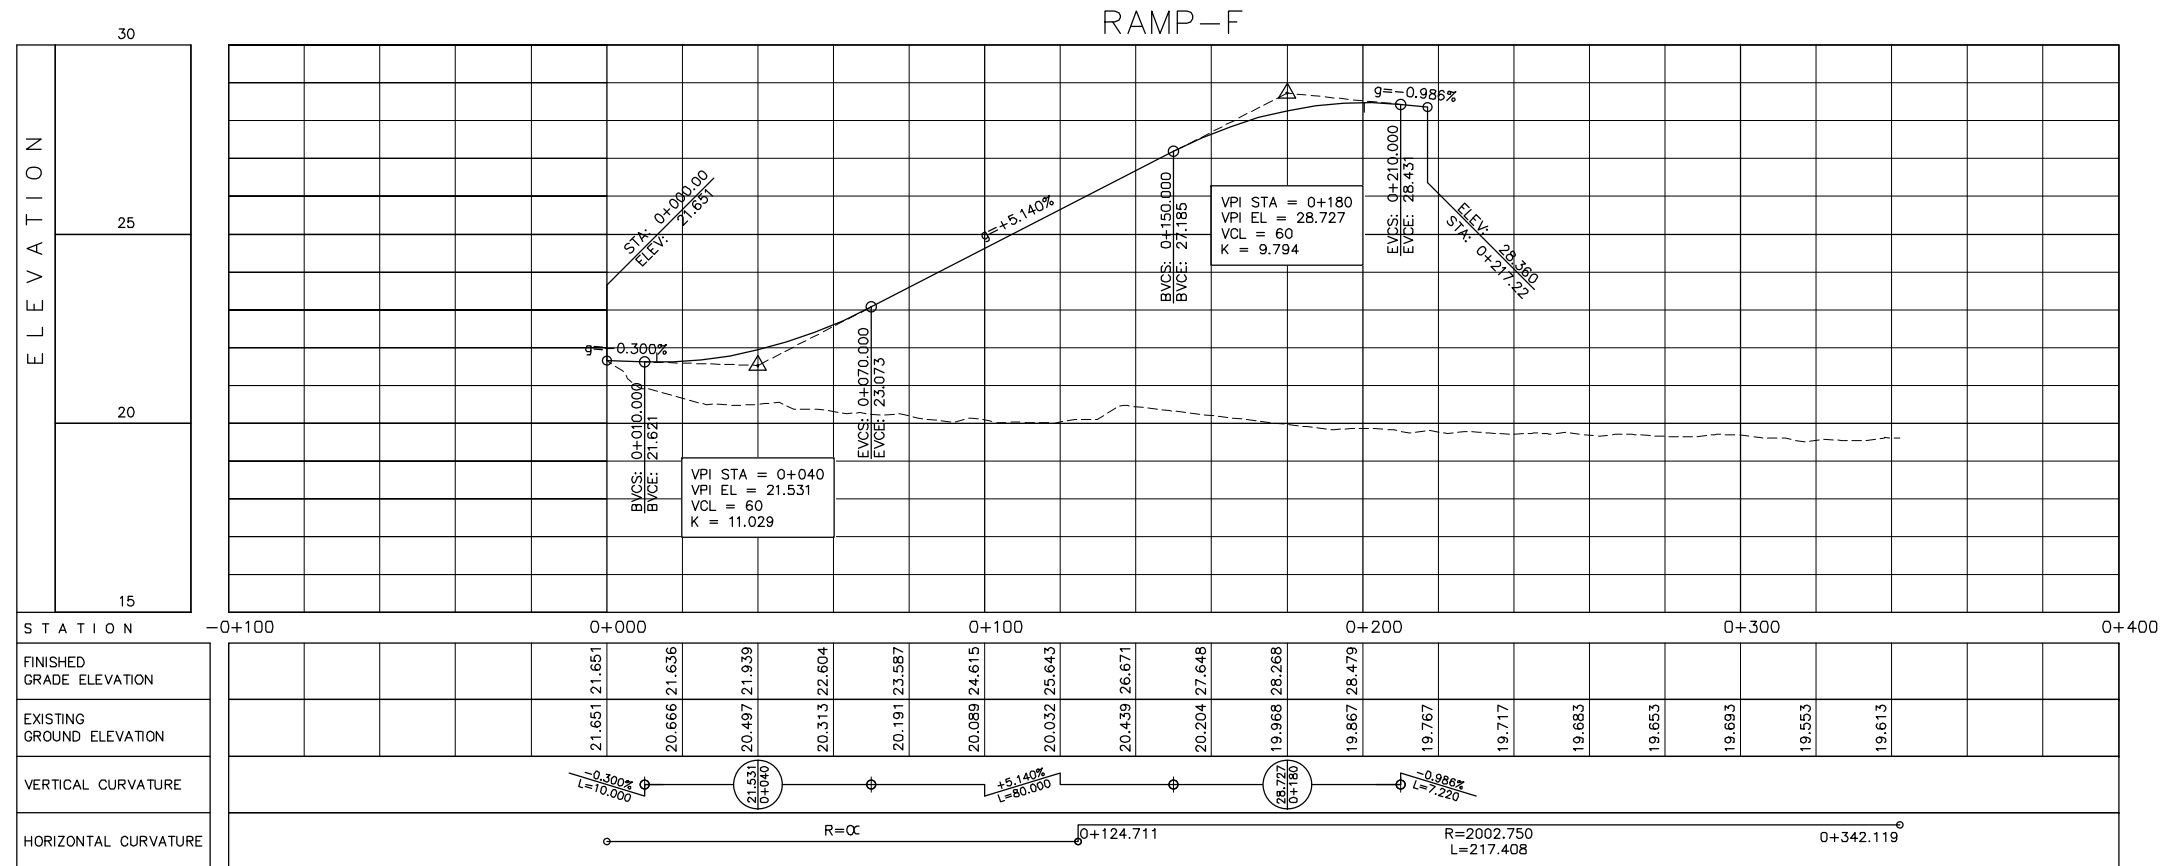 RAMP-F
30
25
20
15
ELEVATION
STA: 0+000.00
ELEV: 21.651
g=-0.300%
BVCS: 0+010.000
BVCE: 21.621
VPI STA = 0+040
VPI EL = 21.531
VCL = 60
K = 11.029
EVCS: 0+070.000
EVCE: 23.073
g=+5.140%
BVCS: 0+150.000
BVCE: 27.185
VPI STA = 0+180
VPI EL = 28.727
VCL = 60
K = 9.794
g=-0.986%
EVCS: 0+210.000
EVCE: 28.431
ELEV: 28.360
STA: 0+217.22
STATION
-0+100 0+000 0+100 0+200 0+300 0+400
FINISHED
GRADE ELEVATION
21.651 21.636 21.939 22.604 23.587 24.615 25.643 26.671 27.648 28.268 28.479
EXISTING
GROUND ELEVATION
21.651 20.666 20.497 20.313 20.191 20.089 20.032 20.439 20.204 19.968 19.867 19.767 19.717 19.683 19.653 19.693 19.553 19.613
VERTICAL CURVATURE
-0.300%
L=10.000
21.531
0+040
+5.140%
L=80.000
28.727
0+180
-0.986%
L=7.220
HORIZONTAL CURVATURE
R=∝
0+124.711
R=2002.750
L=217.408
0+342.119